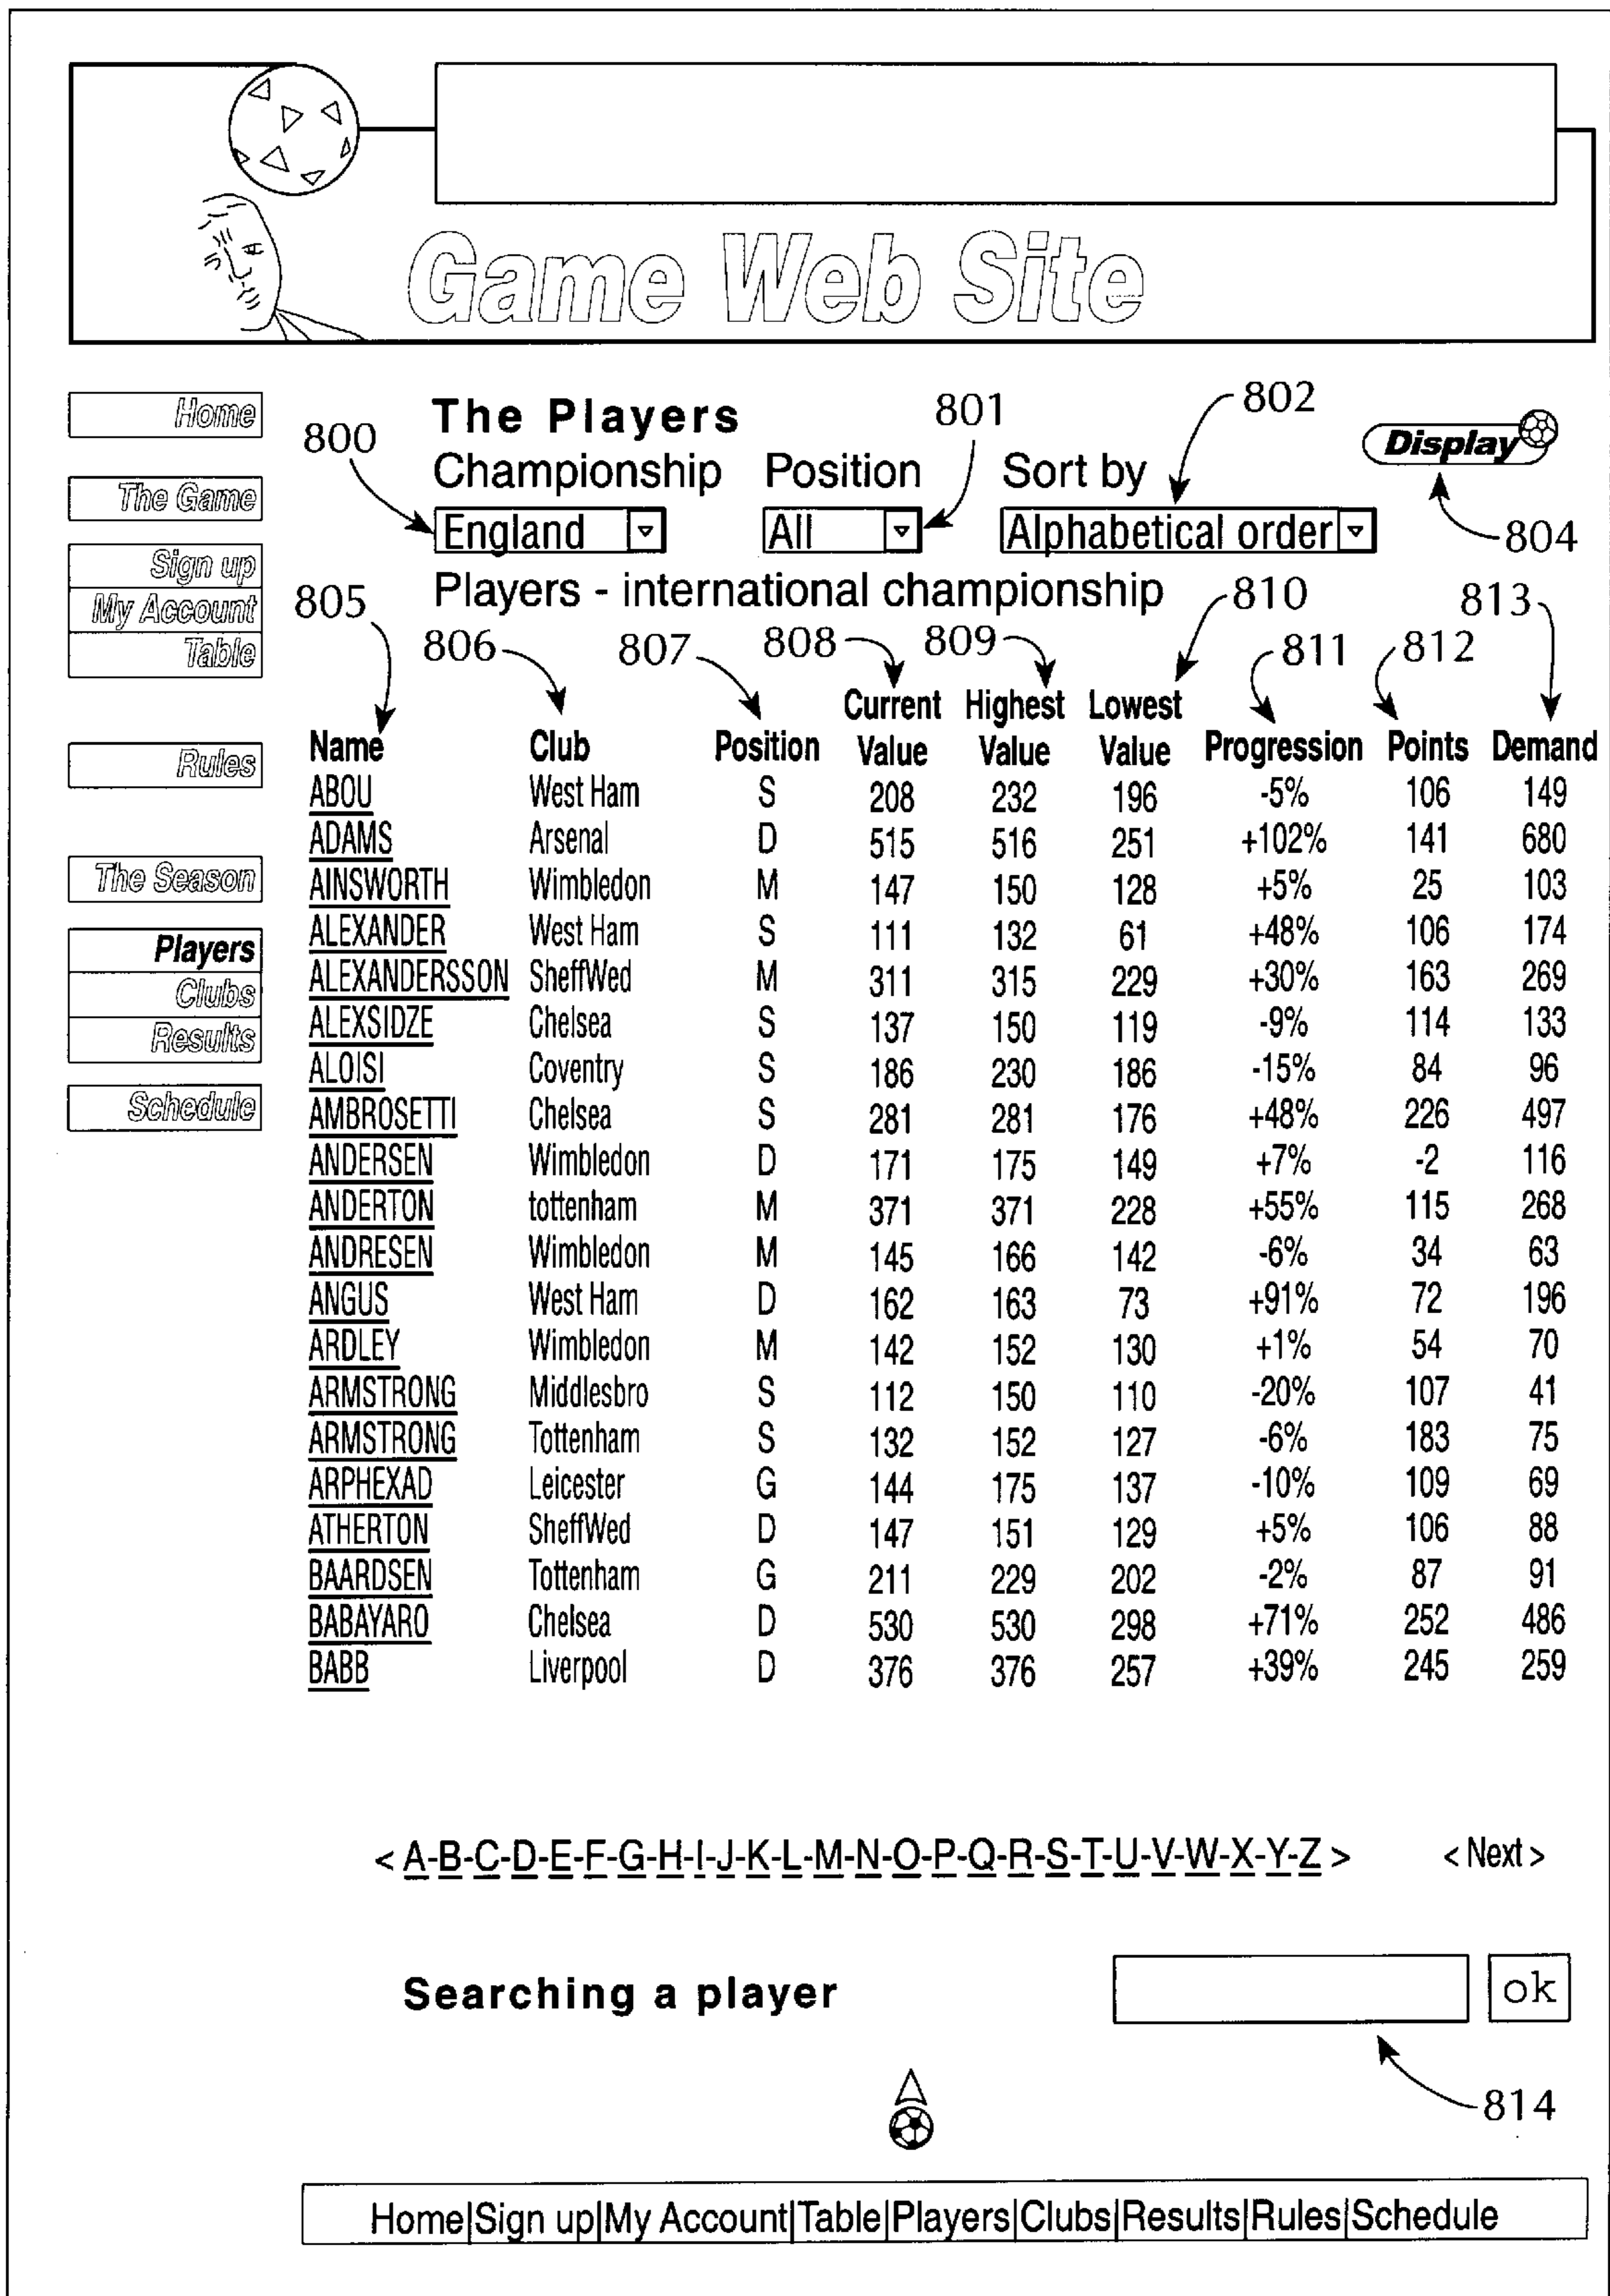 Game Web Site
Home
The Game
Sign up
My Account
Table
Rules
The Season
Players
Clubs
Results
Schedule
The Players
800
801
802
Display
804
Championship Position Sort by
England All Alphabetical order
Players - international championship
805 806 807 808 809 810 811 812 813
Name Club Position Current Value Highest Value Lowest Value Progression Points Demand
ABOU West Ham S 208 232 196 -5% 106 149
ADAMS Arsenal D 515 516 251 +102% 141 680
AINSWORTH Wimbledon M 147 150 128 +5% 25 103
ALEXANDER West Ham S 111 132 61 +48% 106 174
ALEXANDERSSON SheffWed M 311 315 229 +30% 163 269
ALEXSIDZE Chelsea S 137 150 119 -9% 114 133
ALOISI Coventry S 186 230 186 -15% 84 96
AMBROSETTI Chelsea S 281 281 176 +48% 226 497
ANDERSEN Wimbledon D 171 175 149 +7% -2 116
ANDERTON tottenham M 371 371 228 +55% 115 268
ANDRESEN Wimbledon M 145 166 142 -6% 34 63
ANGUS West Ham D 162 163 73 +91% 72 196
ARDLEY Wimbledon M 142 152 130 +1% 54 70
ARMSTRONG Middlesbro S 112 150 110 -20% 107 41
ARMSTRONG Tottenham S 132 152 127 -6% 183 75
ARPHEXAD Leicester G 144 175 137 -10% 109 69
ATHERTON SheffWed D 147 151 129 +5% 106 88
BAARDSEN Tottenham G 211 229 202 -2% 87 91
BABAYARO Chelsea D 530 530 298 +71% 252 486
BABB Liverpool D 376 376 257 +39% 245 259
< A-B-C-D-E-F-G-H-I-J-K-L-M-N-O-P-Q-R-S-T-U-V-W-X-Y-Z > < Next >
Searching a player ok
814
Home|Sign up|My Account|Table|Players|Clubs|Results|Rules|Schedule